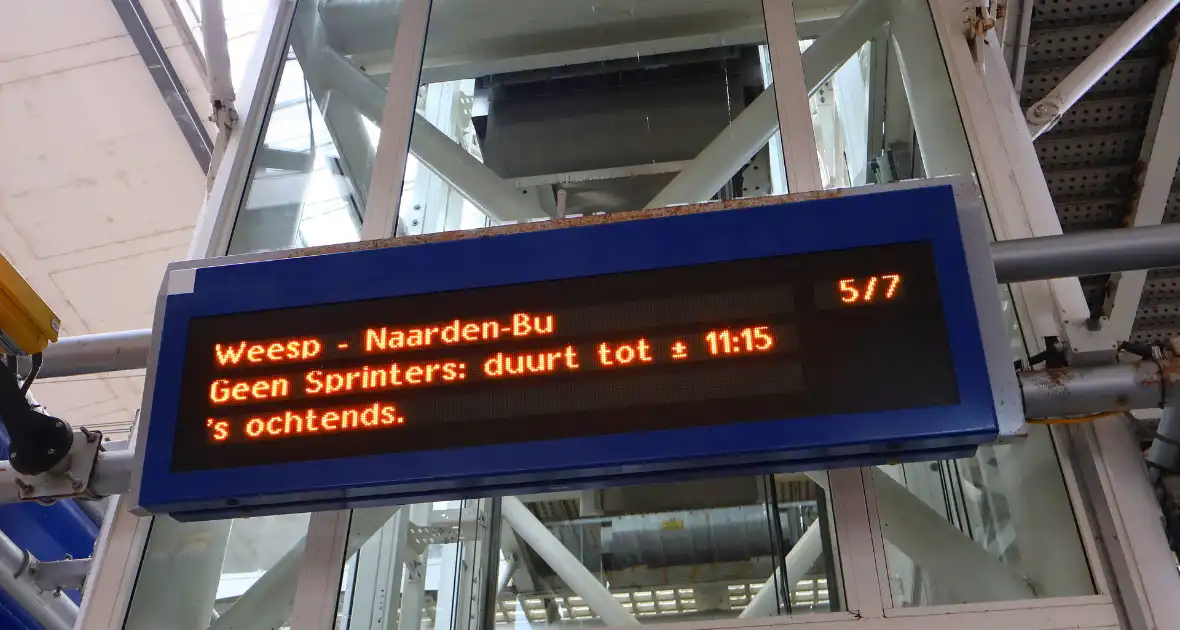 5/7
Weesp - Naarden-Bu
Geen Sprinters: duurt tot ± 11:15
's ochtends.